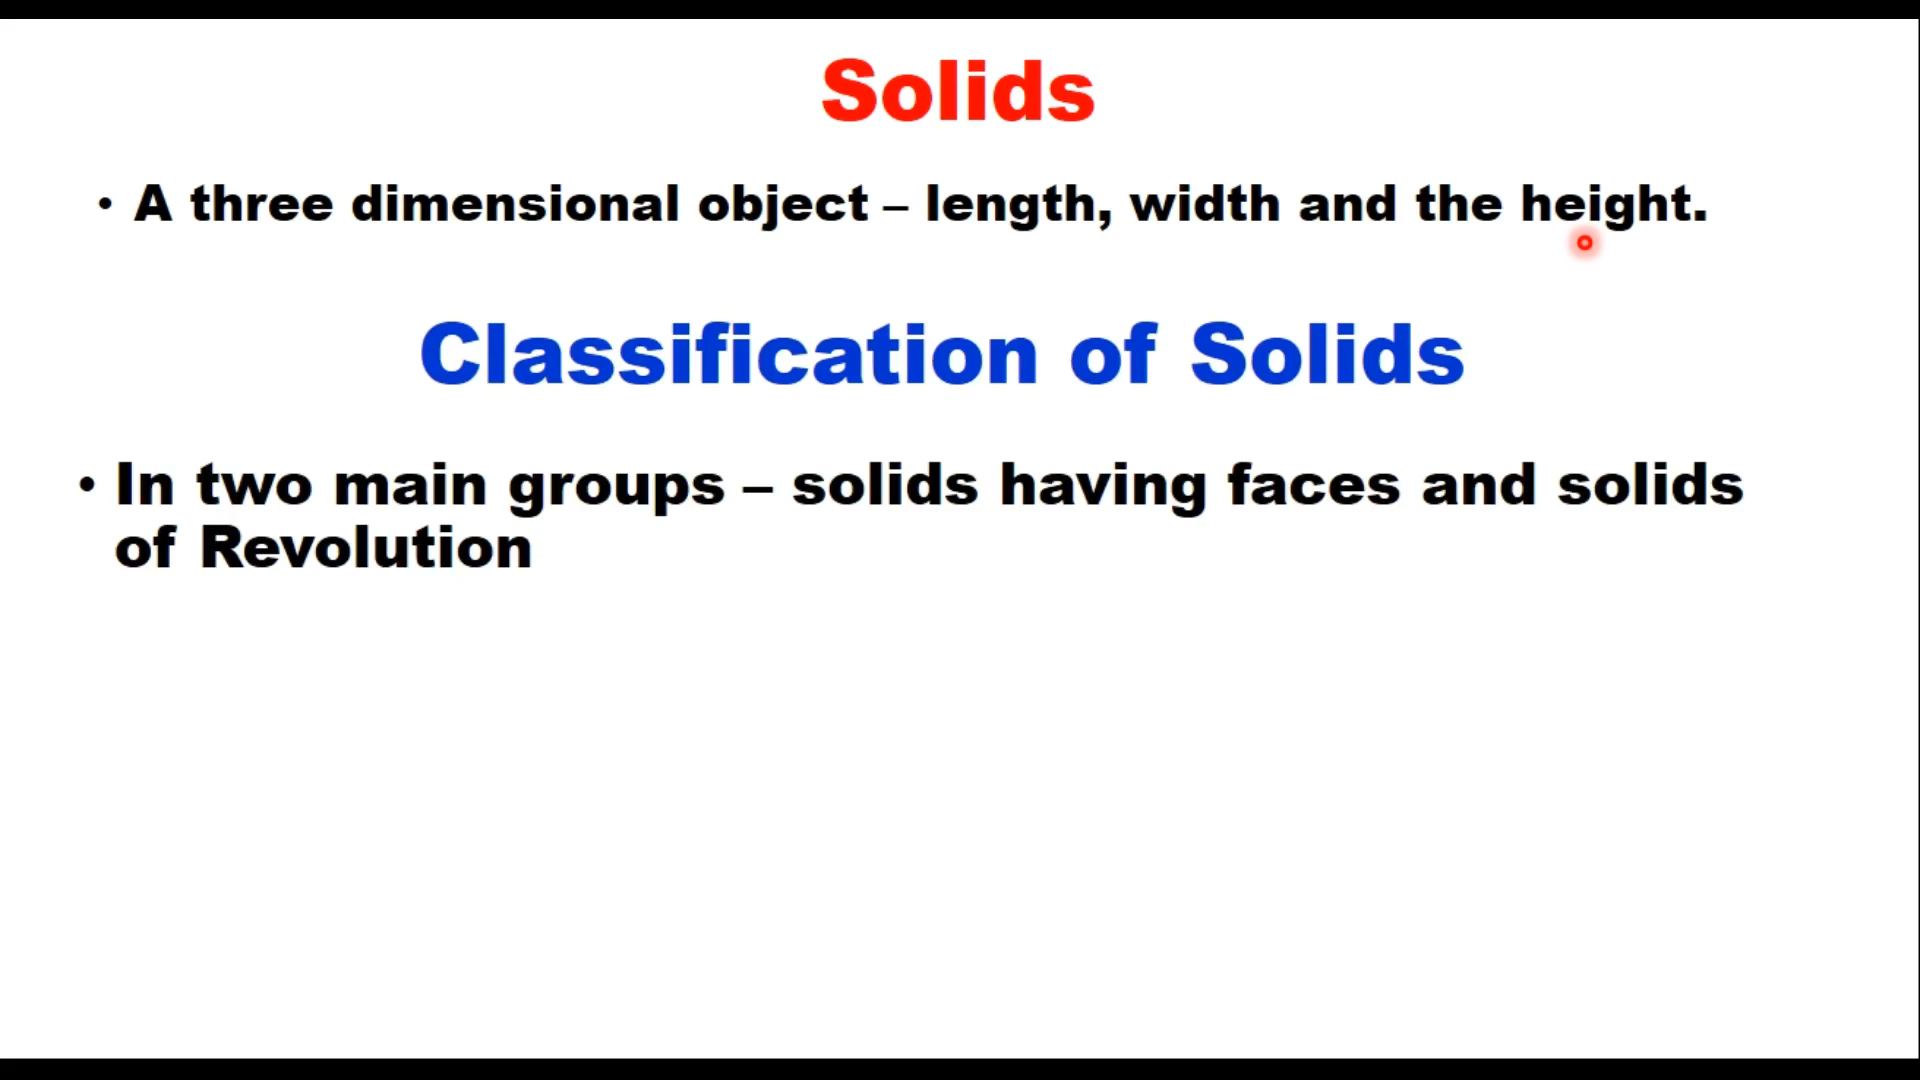 Solids
• A three dimensional object – length, width and the height.
Classification of Solids
• In two main groups – solids having faces and solids
of Revolution